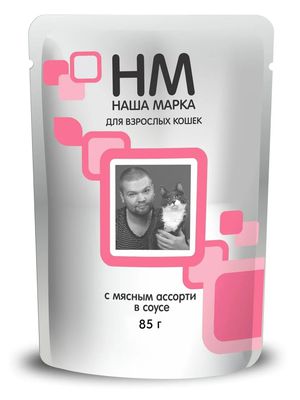 НМ
НАША МАРКА
ДЛЯ ВЗРОСЛЫХ КОШЕК
с мясным ассорти
в соусе
85 г